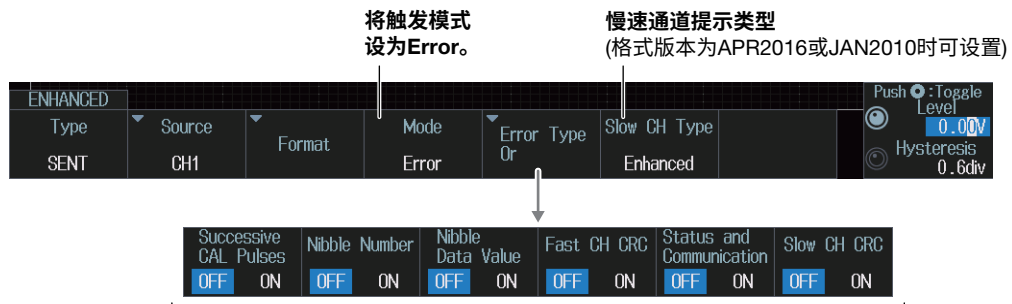 将触发模式
设为Error。
慢速通道提示类型
(格式版本为APR2016或JAN2010时可设置)
ENHANCED
Type
SENT
Source
CH1
Format
Mode
Error
Error Type
Or
Slow CH Type
Enhanced
Push :Toggle
Level
0.00V
Hysteresis
0.6div
Successive
CAL Pulses
OFF ON
Nibble Number
OFF ON
Nibble
Data Value
OFF ON
Fast CH CRC
OFF ON
Status and
Communication
OFF ON
Slow CH CRC
OFF ON